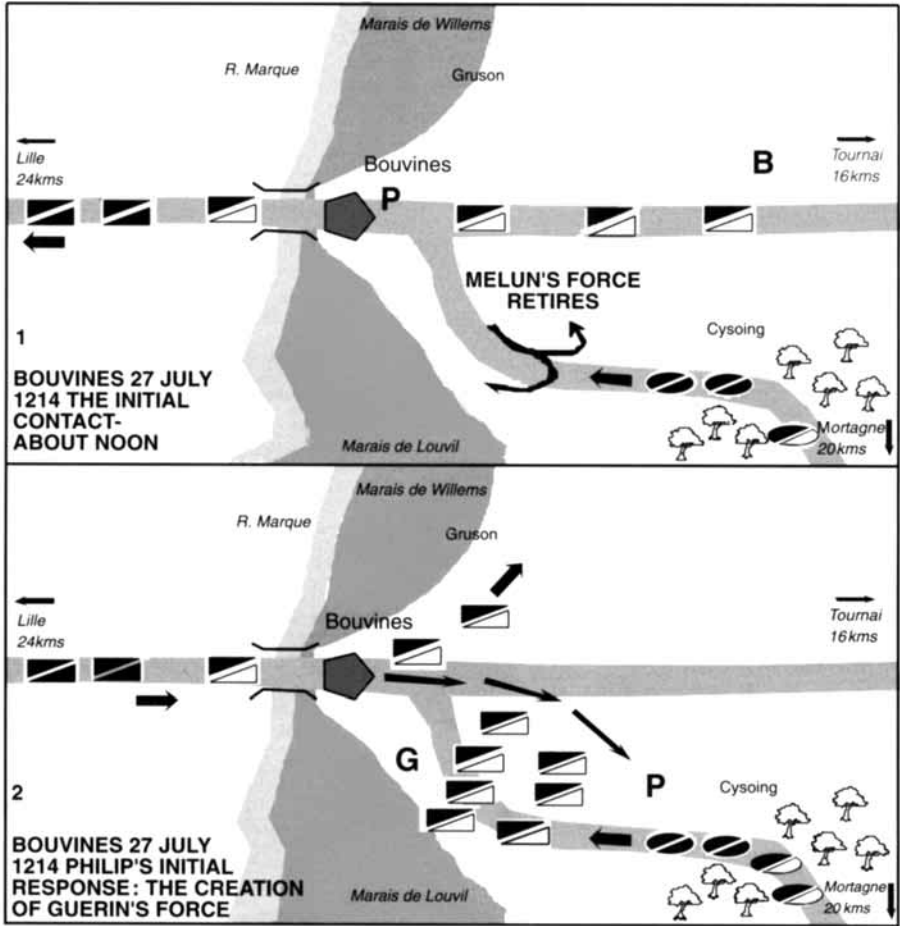 Marais de Willems
R. Marque
Gruson
Lille
24kms
Bouvines
B
Tournai
16kms
P
MELUN'S FORCE
RETIRES
Cysoing
1
BOUVINES 27 JULY
1214 THE INITIAL
CONTACT-
ABOUT NOON
Mortagne
20kms
Marais de Louvil
Marais de Willems
R. Marque
Gruson
Lille
24kms
Bouvines
Tournai
16kms
G
P
Cysoing
2
BOUVINES 27 JULY
1214 PHILIP'S INITIAL
RESPONSE: THE CREATION
OF GUERIN'S FORCE
Mortagne
20kms
Marais de Louvil